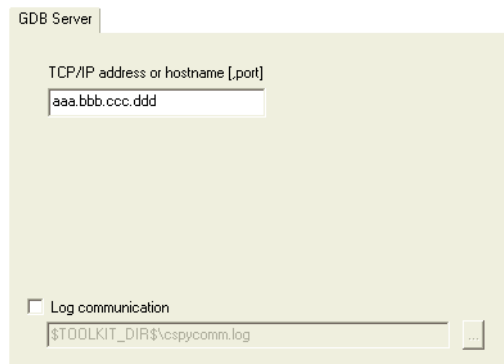 GDB Server
TCP/IP address or hostname [,port]
aaa.bbb.ccc.ddd
Log communication
$TOOLKIT_DIR$\cspycomm.log
...